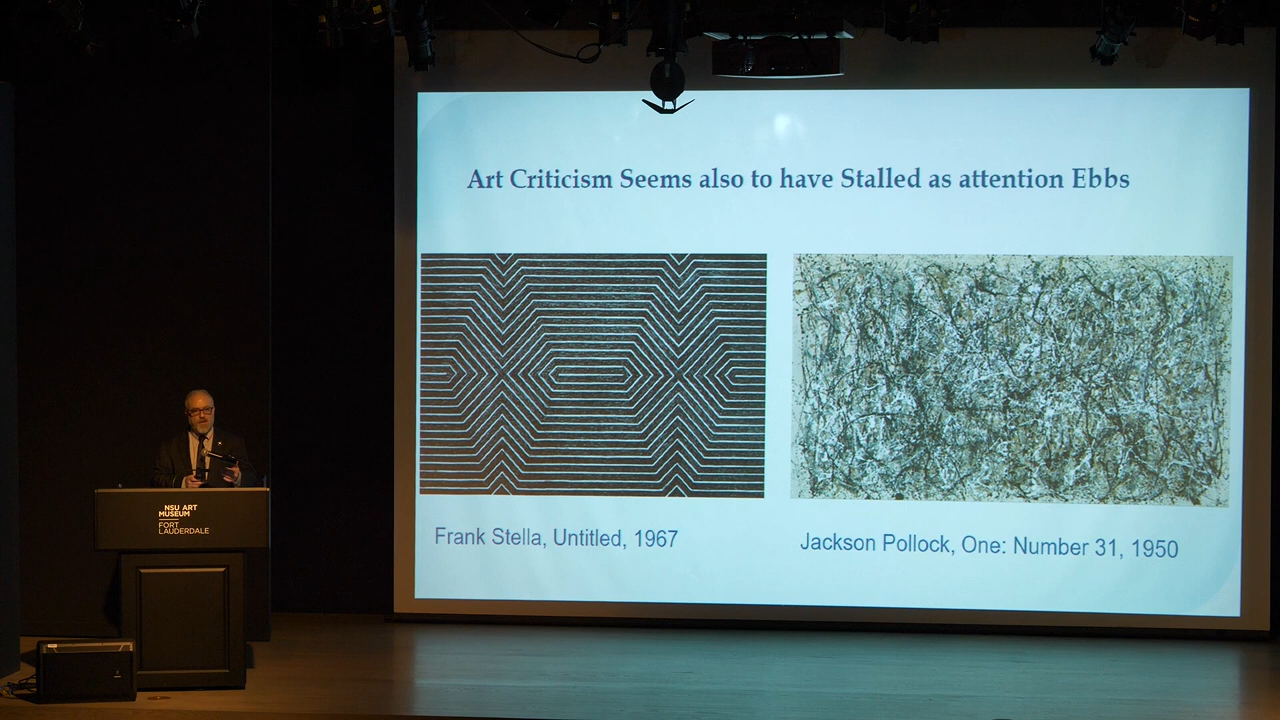 Art Criticism Seems also to have Stalled as attention Ebbs
Frank Stella, Untitled, 1967
Jackson Pollock, One: Number 31, 1950
NSU ART
MUSEUM
FORT
LAUDERDALE